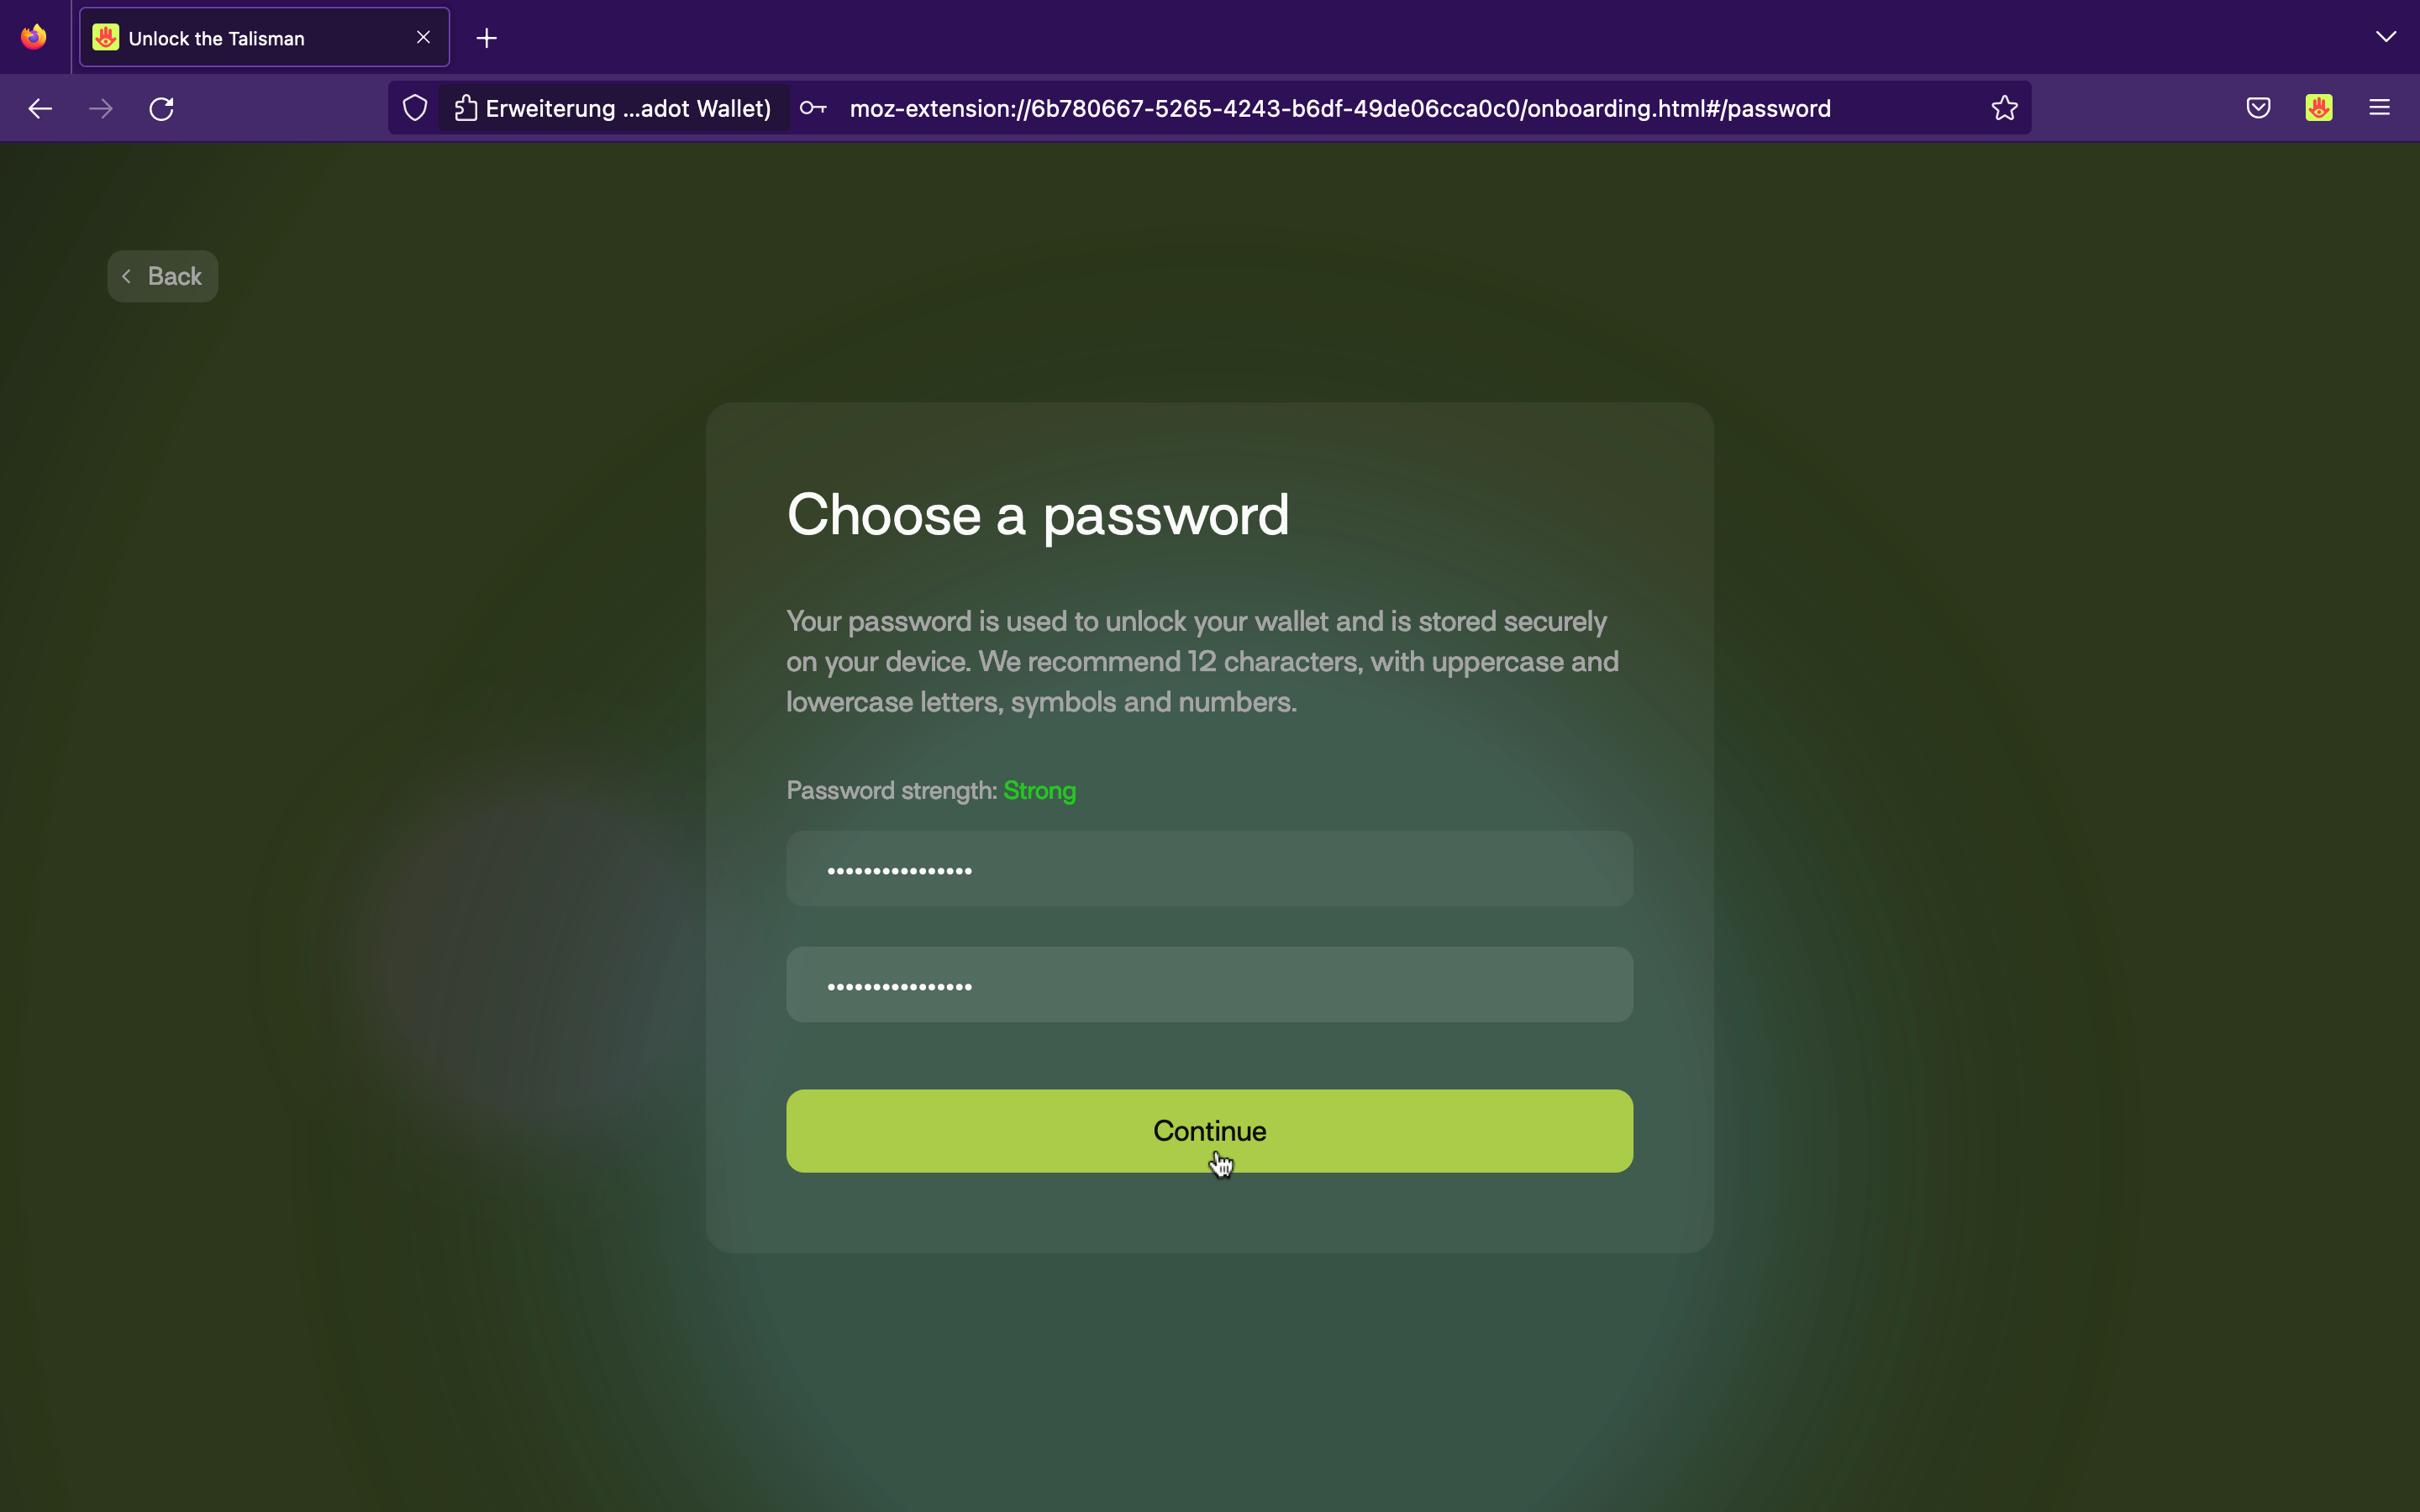 Unlock the Talisman
Erweiterung ...adot Wallet)
moz-extension://6b780667-5265-4243-b6df-49de06cca0c0/onboarding.html#/password
Back
Choose a password
Your password is used to unlock your wallet and is stored securely
on your device. We recommend 12 characters, with uppercase and
lowercase letters, symbols and numbers.
Password strength: Strong
••••••••••••••••
••••••••••••••••
Continue